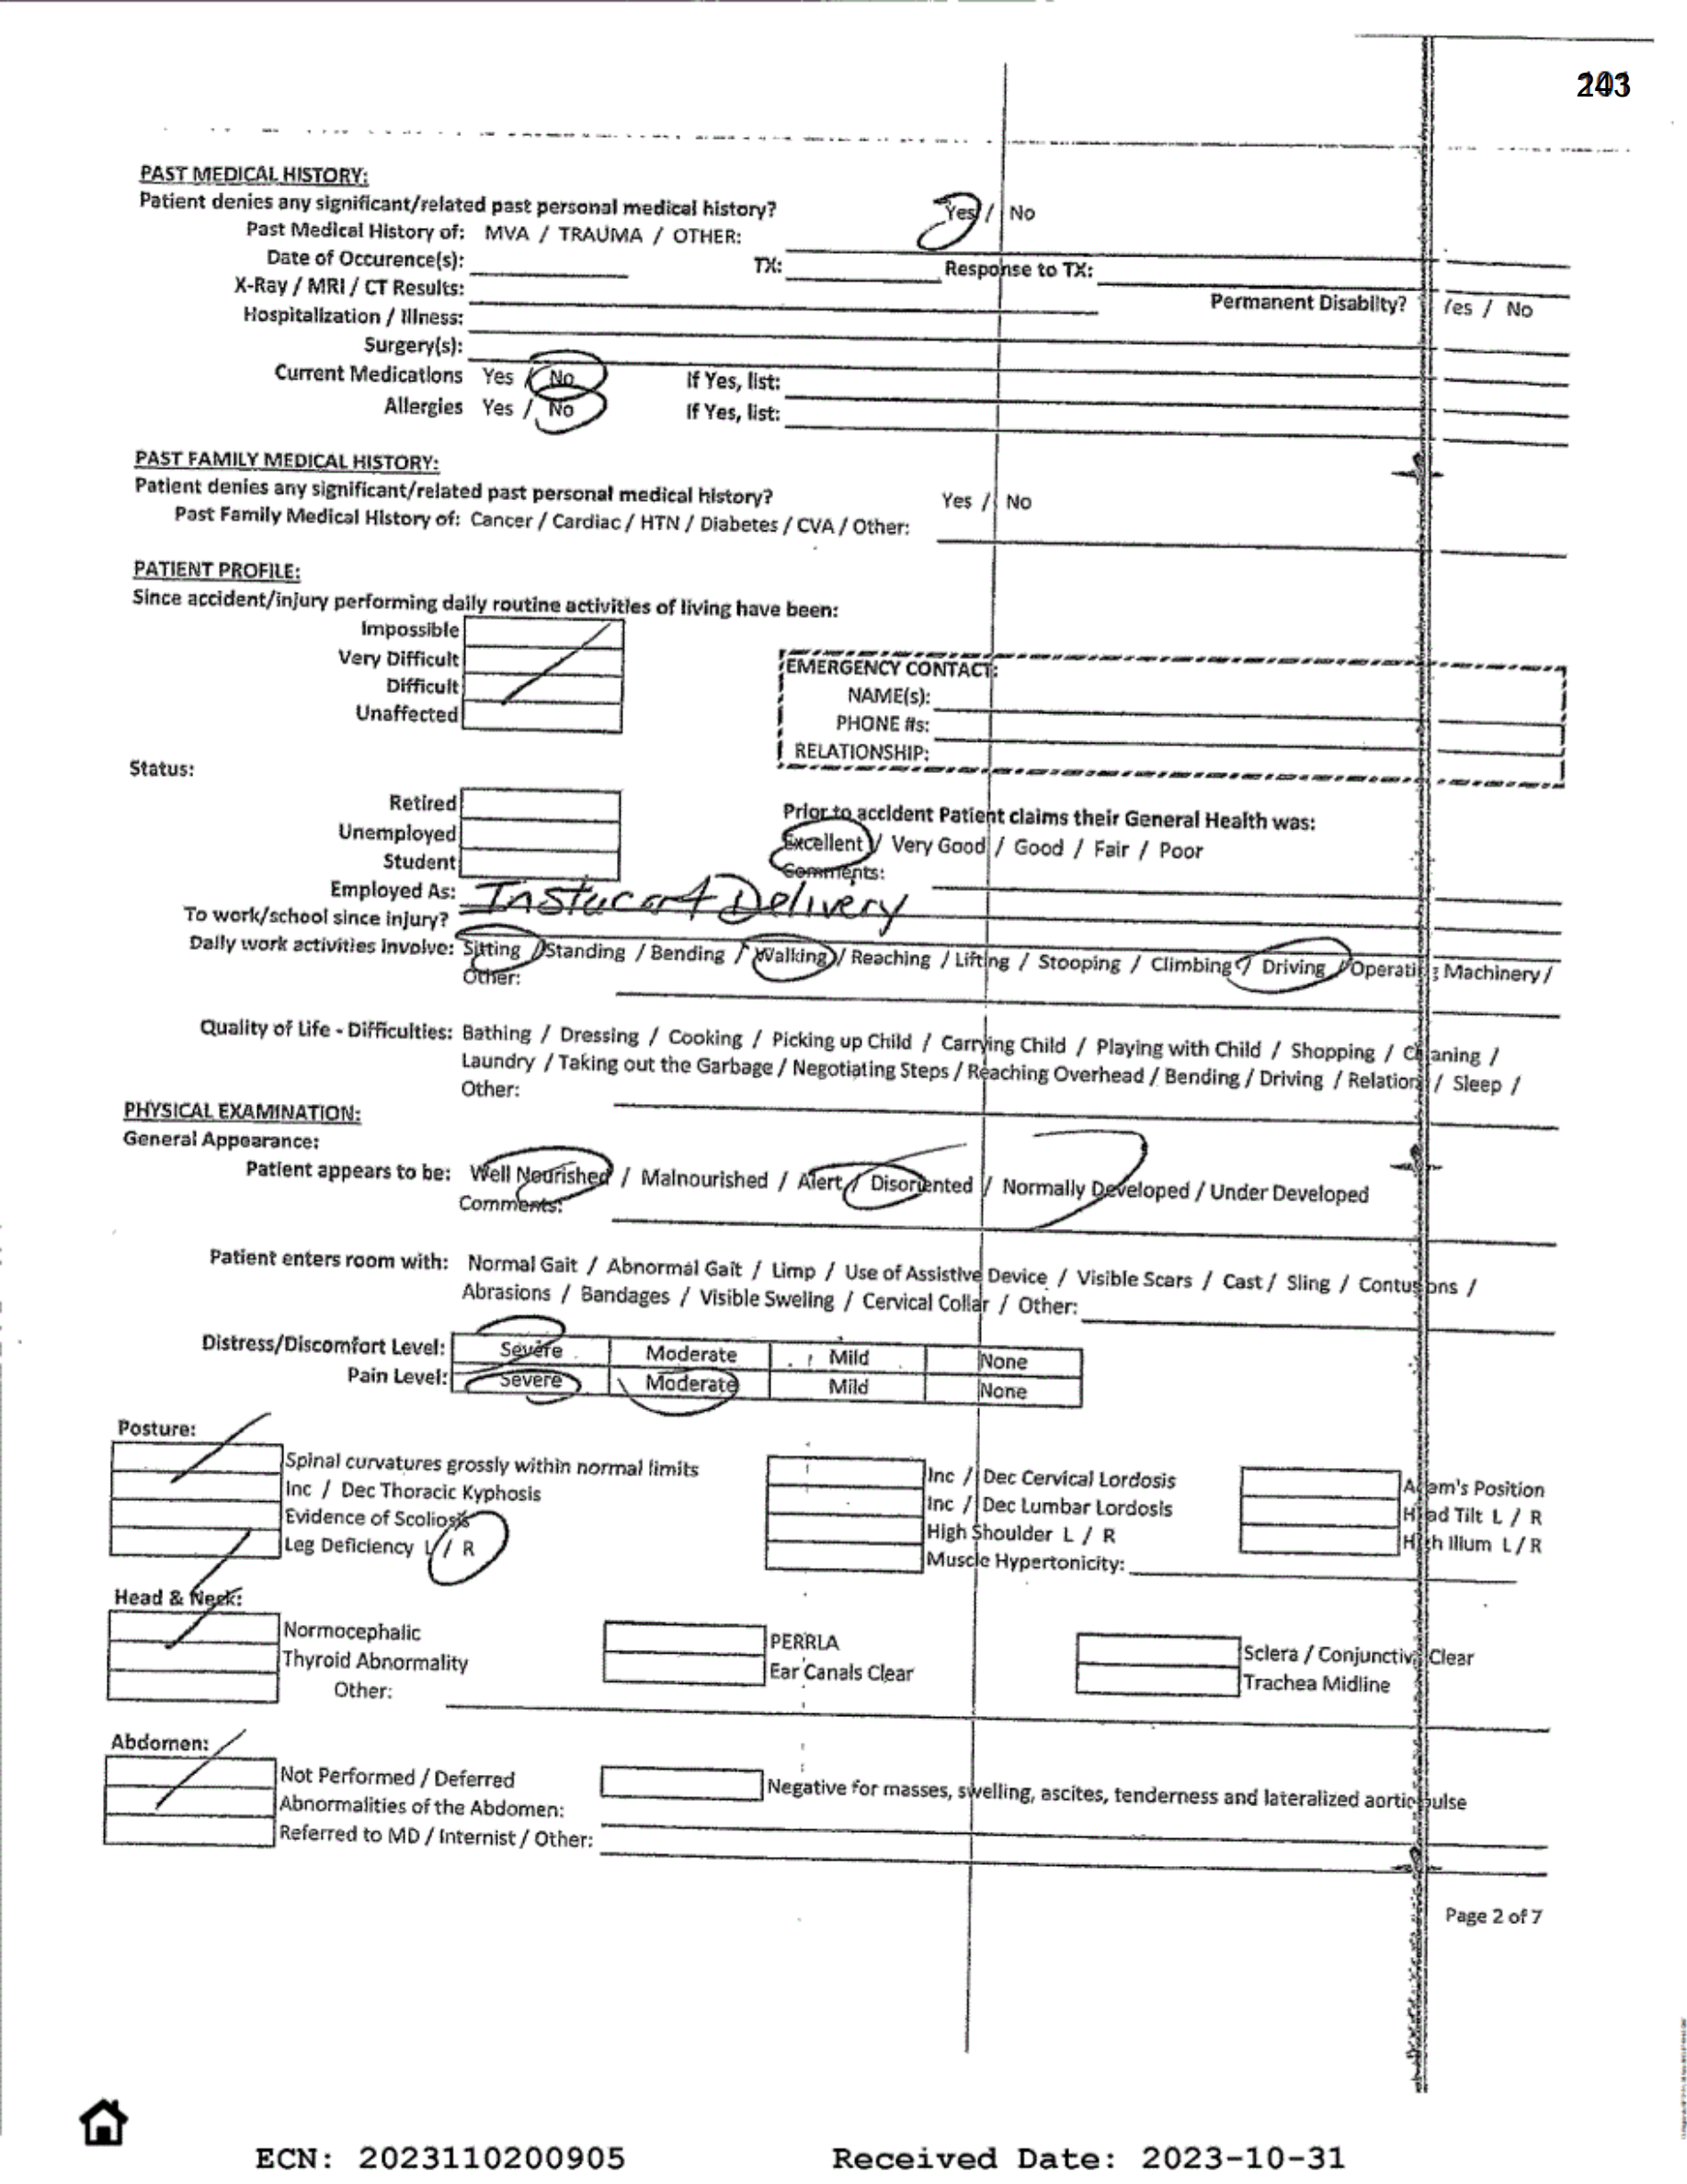 PAST MEDICAL HISTORY:
Patient denies any significant/related past personal medical history? Yes / No
Past Medical History of: MVA / TRAUMA / OTHER:
Date of Occurence(s): TX: Response to TX:
X-Ray / MRI / CT Results: Permanent Disablity? Yes / No
Hospitalization / Illness:
Surgery(s):
Current Medications Yes / No If Yes, list:
Allergies Yes / No If Yes, list:
PAST FAMILY MEDICAL HISTORY:
Patient denies any significant/related past personal medical history? Yes / No
Past Family Medical History of: Cancer / Cardiac / HTN / Diabetes / CVA / Other:
PATIENT PROFILE:
Since accident/injury performing daily routine activities of living have been:
Impossible
Very Difficult
Difficult
Unaffected
EMERGENCY CONTACT:
NAME(s):
PHONE #s:
RELATIONSHIP:
Status:
Retired
Unemployed
Student
Prior to accident Patient claims their General Health was:
Excellent / Very Good / Good / Fair / Poor
Comments:
Employed As: Instacart Delivery
To work/school since injury?
Daily work activities involve: Sitting / Standing / Bending / Walking / Reaching / Lifting / Stooping / Climbing / Driving / Operating Machinery /
Other:
Quality of Life - Difficulties: Bathing / Dressing / Cooking / Picking up Child / Carrying Child / Playing with Child / Shopping / Cleaning /
Laundry / Taking out the Garbage / Negotiating Steps / Reaching Overhead / Bending / Driving / Relation / Sleep /
Other:
PHYSICAL EXAMINATION:
General Appearance:
Patient appears to be: Well Nourished / Malnourished / Alert / Disoriented / Normally Developed / Under Developed
Comments:
Patient enters room with: Normal Gait / Abnormal Gait / Limp / Use of Assistive Device / Visible Scars / Cast / Sling / Contusions /
Abrasions / Bandages / Visible Sweling / Cervical Collar / Other:
Distress/Discomfort Level: Severe Moderate Mild None
Pain Level: Severe Moderate Mild None
Posture:
Spinal curvatures grossly within normal limits
Inc / Dec Thoracic Kyphosis
Evidence of Scoliosis
Leg Deficiency L / R
Inc / Dec Cervical Lordosis
Inc / Dec Lumbar Lordosis
High Shoulder L / R
Muscle Hypertonicity:
Adam's Position
Head Tilt L / R
High Illum L / R
Head & Neck:
Normocephalic
Thyroid Abnormality
Other:
PERRLA
Ear Canals Clear
Sclera / Conjunctiva Clear
Trachea Midline
Abdomen:
Not Performed / Deferred
Abnormalities of the Abdomen:
Referred to MD / Internist / Other:
Negative for masses, swelling, ascites, tenderness and lateralized aortic pulse
Page 2 of 7
ECN: 2023110200905 Received Date: 2023-10-31